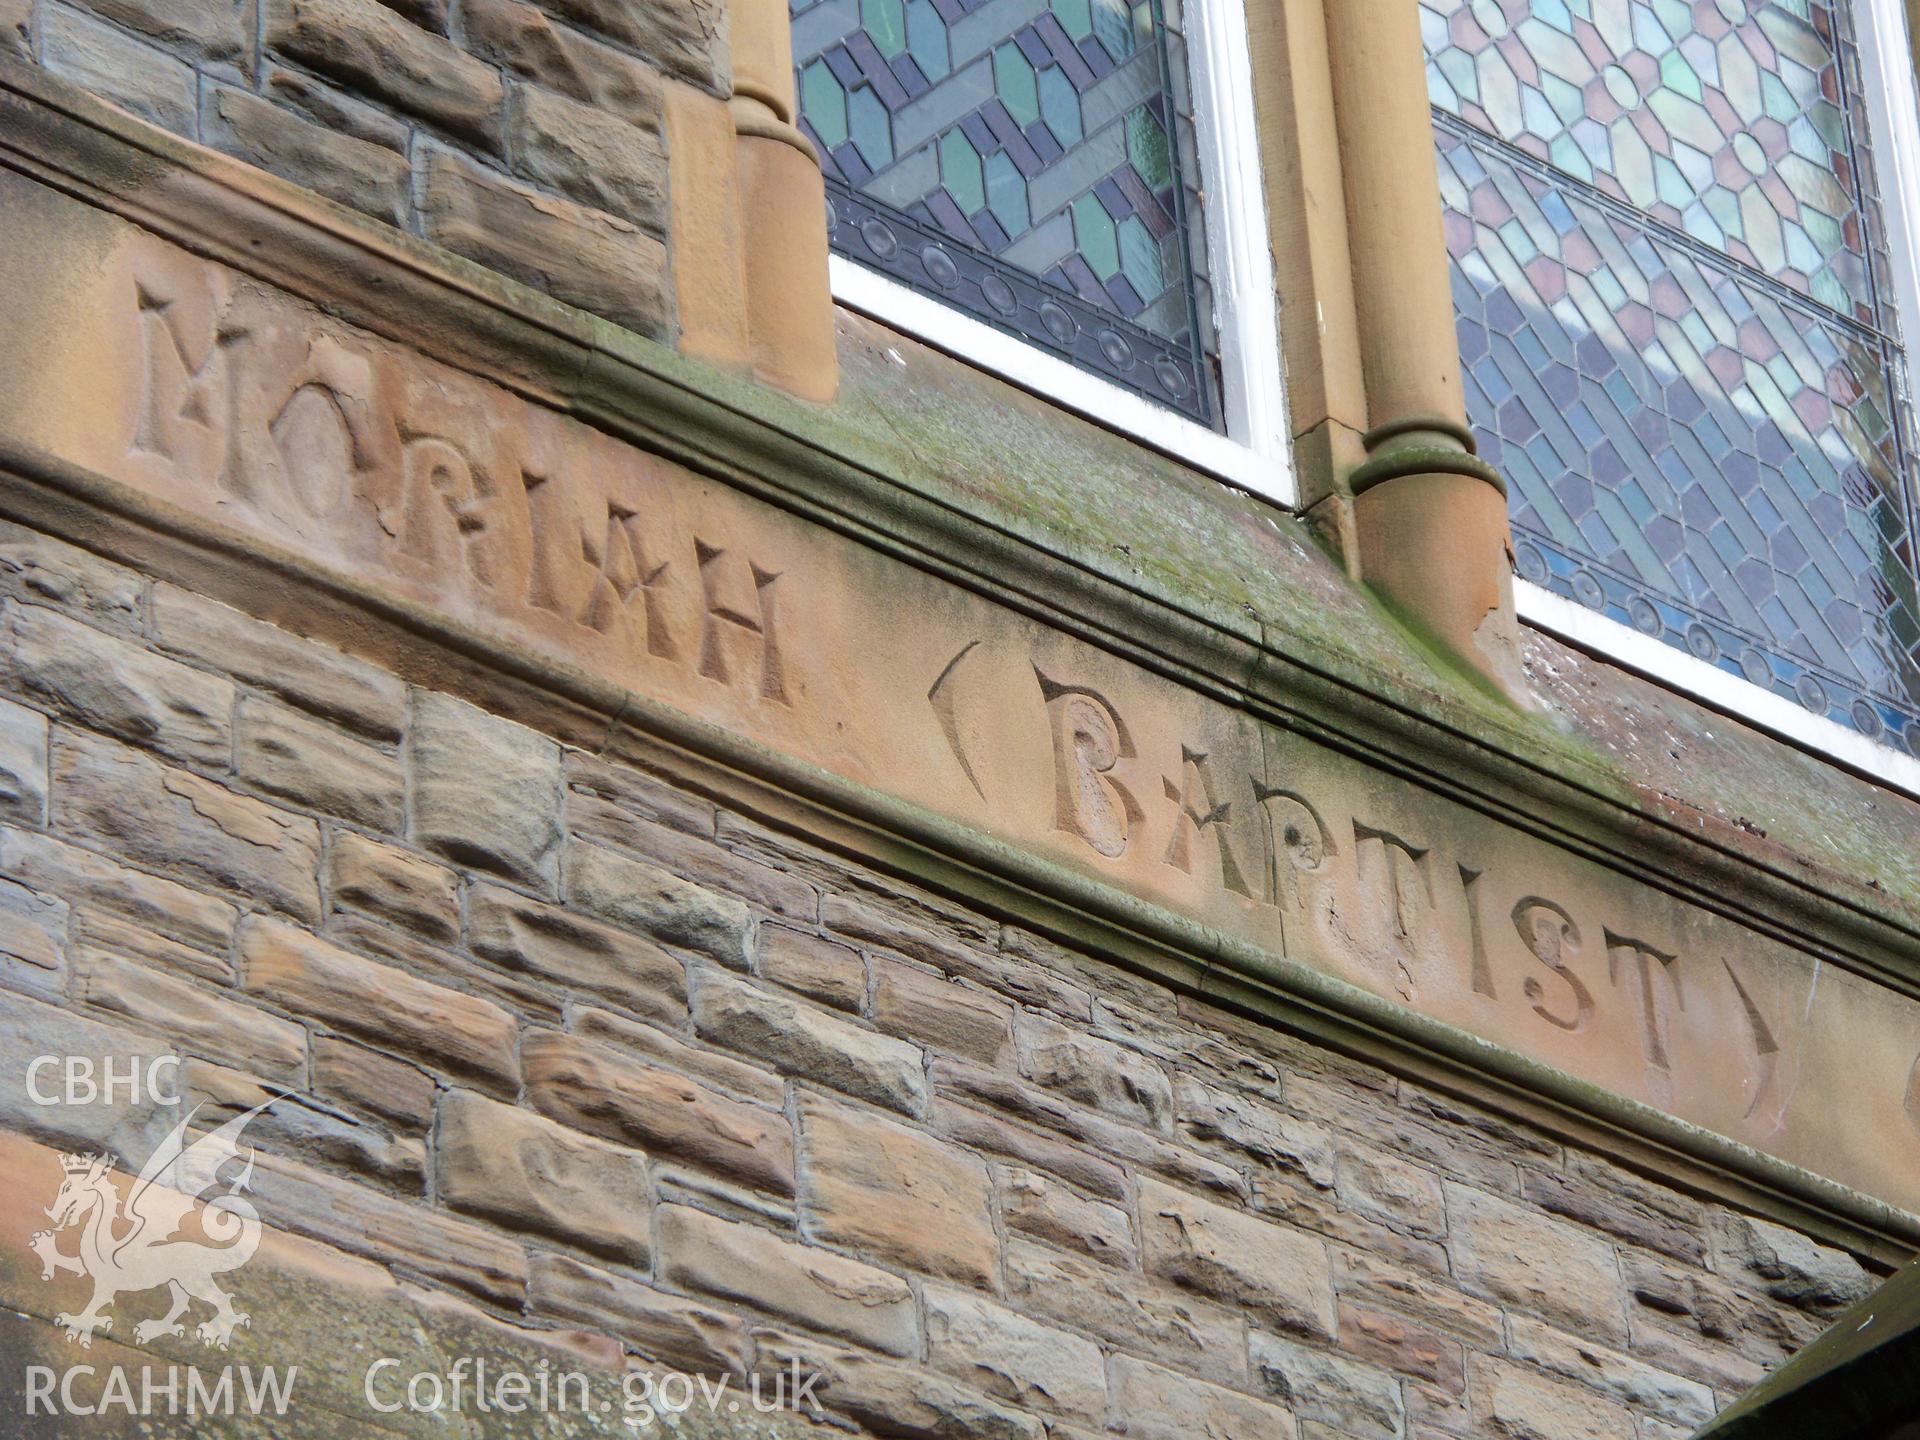 MORIAH (BAPTIST)
CBHC
RCAHMW Coflein.gov.uk